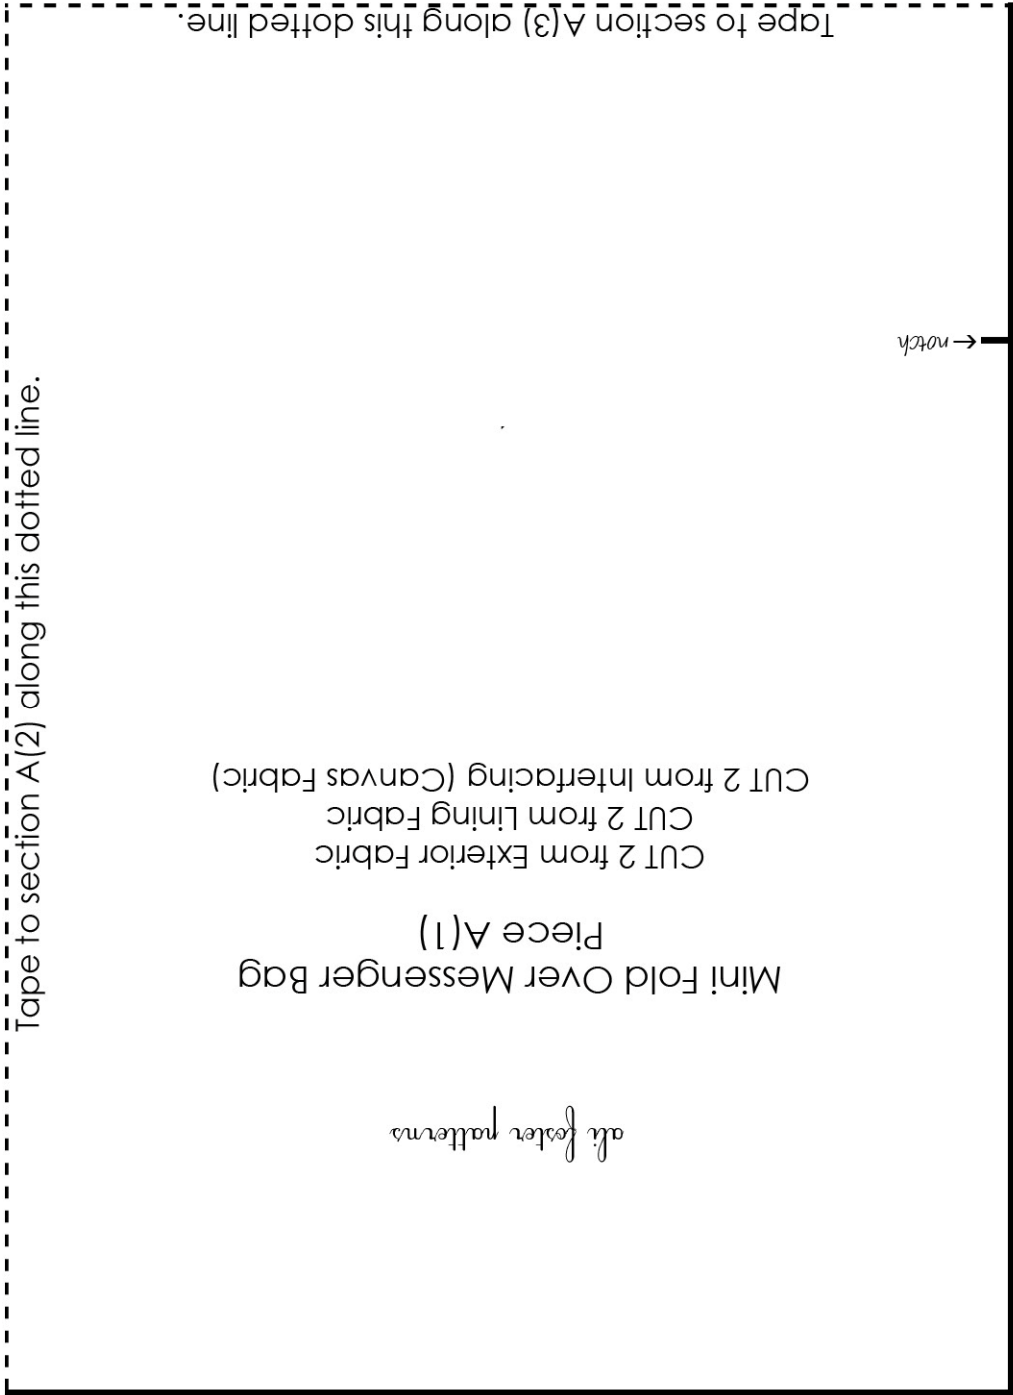 ali foster patterns
Mini Fold Over Messenger Bag
Piece A(1)
CUT 2 from Exterior Fabric
CUT 2 from Lining Fabric
CUT 2 from Interfacing (Canvas Fabric)
← notch
Tape to section A(3) along this dotted line.
Tape to section A(2) along this dotted line.